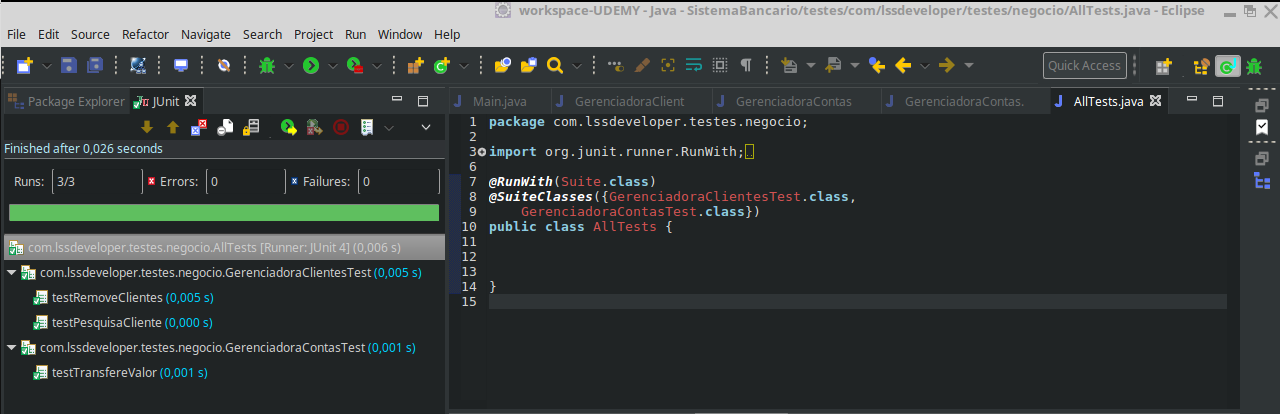 workspace-UDEMY - Java - SistemaBancario/testes/com/lssdeveloper/testes/negocio/AllTests.java - Eclipse
File Edit Source Refactor Navigate Search Project Run Window Help
Quick Access
Package Explorer JUnit
Finished after 0,026 seconds
Runs: 3/3 Errors: 0 Failures: 0
com.lssdeveloper.testes.negocio.AllTests [Runner: JUnit 4] (0,006 s)
com.lssdeveloper.testes.negocio.GerenciadoraClientesTest (0,005 s)
testRemoveClientes (0,005 s)
testPesquisaCliente (0,000 s)
com.lssdeveloper.testes.negocio.GerenciadoraContasTest (0,001 s)
testTransfereValor (0,001 s)
Main.java GerenciadoraClient GerenciadoraContas GerenciadoraContas. AllTests.java
1 package com.lssdeveloper.testes.negocio;
2
3 import org.junit.runner.RunWith;
6
7 @RunWith(Suite.class)
8 @SuiteClasses({GerenciadoraClientesTest.class,
9 GerenciadoraContasTest.class})
10 public class AllTests {
11
12
13
14 }
15